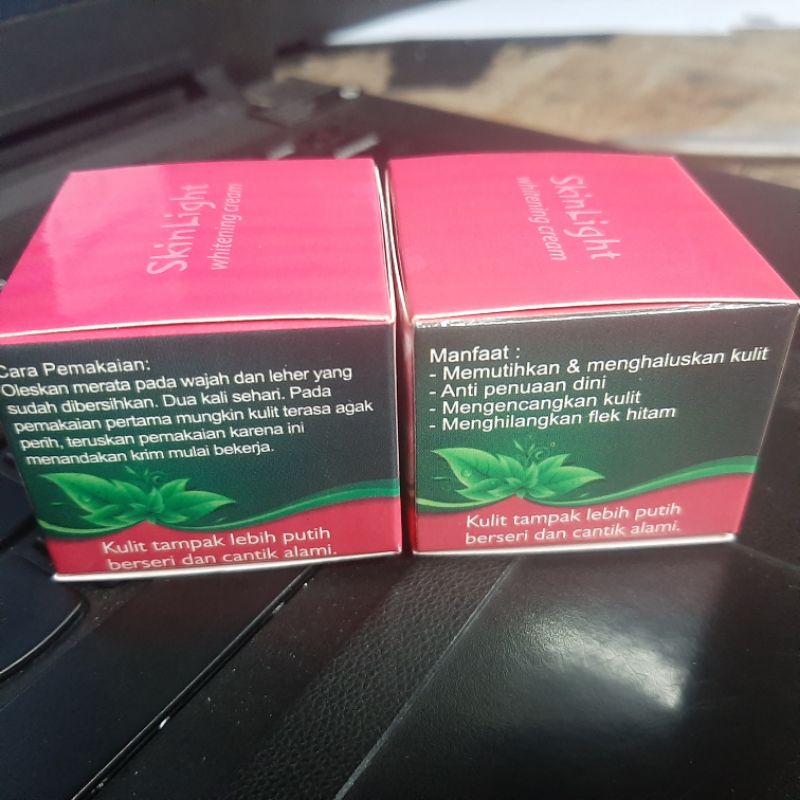 SkinLight
whitening cream
Cara Pemakaian:
Oleskan merata pada wajah dan leher yang
sudah dibersihkan. Dua kali sehari. Pada
pemakaian pertama mungkin kulit terasa agak
perih, teruskan pemakaian karena ini
menandakan krim mulai bekerja.
Kulit tampak lebih putih
berseri dan cantik alami.
SkinLight
whitening cream
Manfaat :
- Memutihkan & menghaluskan kulit
- Anti penuaan dini
- Mengencangkan kulit
- Menghilangkan flek hitam
Kulit tampak lebih putih
berseri dan cantik alami.